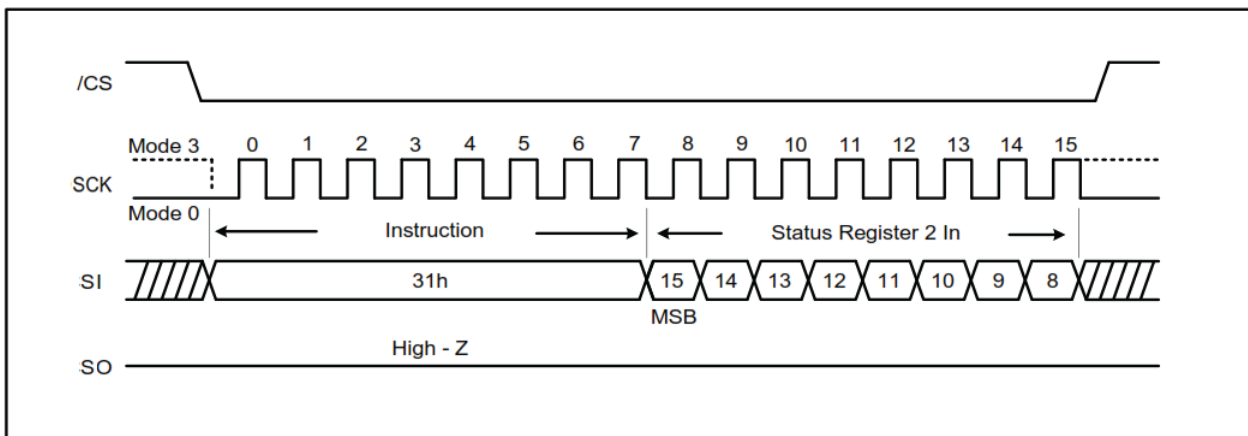 /CS
Mode 3 0 1 2 3 4 5 6 7 8 9 10 11 12 13 14 15
SCK
Mode 0
Instruction Status Register 2 In
SI 31h 15 14 13 12 11 10 9 8
MSB
High - Z
SO